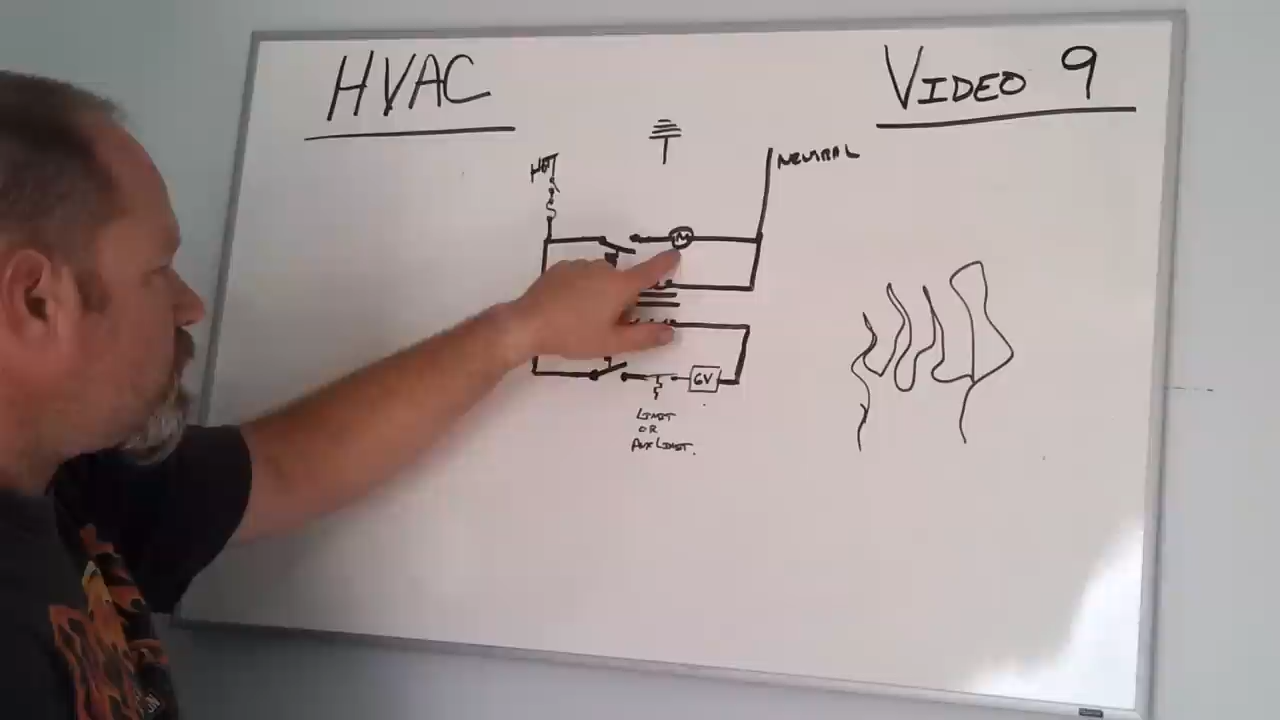 HVAC
VIDEO 9
HOT
NEUTRAL
M
GV
LIMIT
OR
AUX LIMIT.